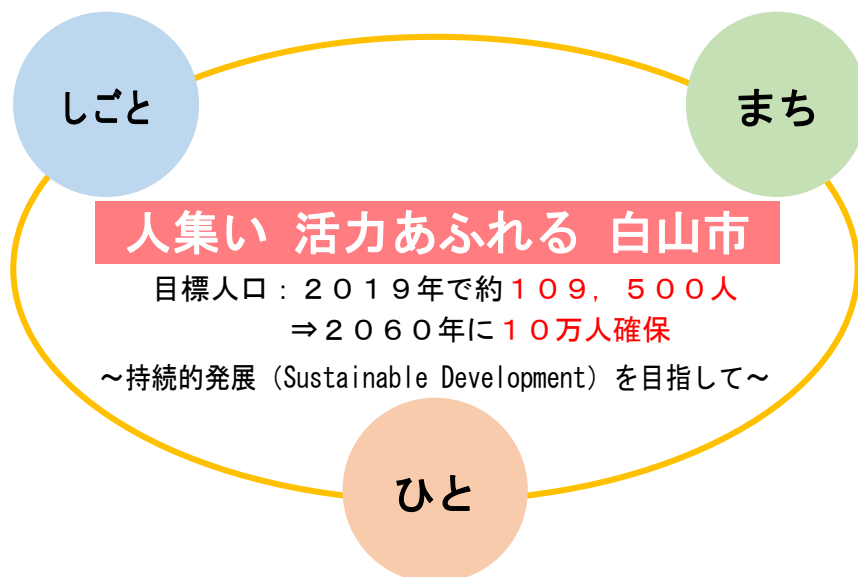 しごと
まち
人集い 活力あふれる 白山市
目標人口：２０１９年で約１０９，５００人
⇒２０６０年に１０万人確保
～持続的発展（Sustainable Development）を目指して～
ひと